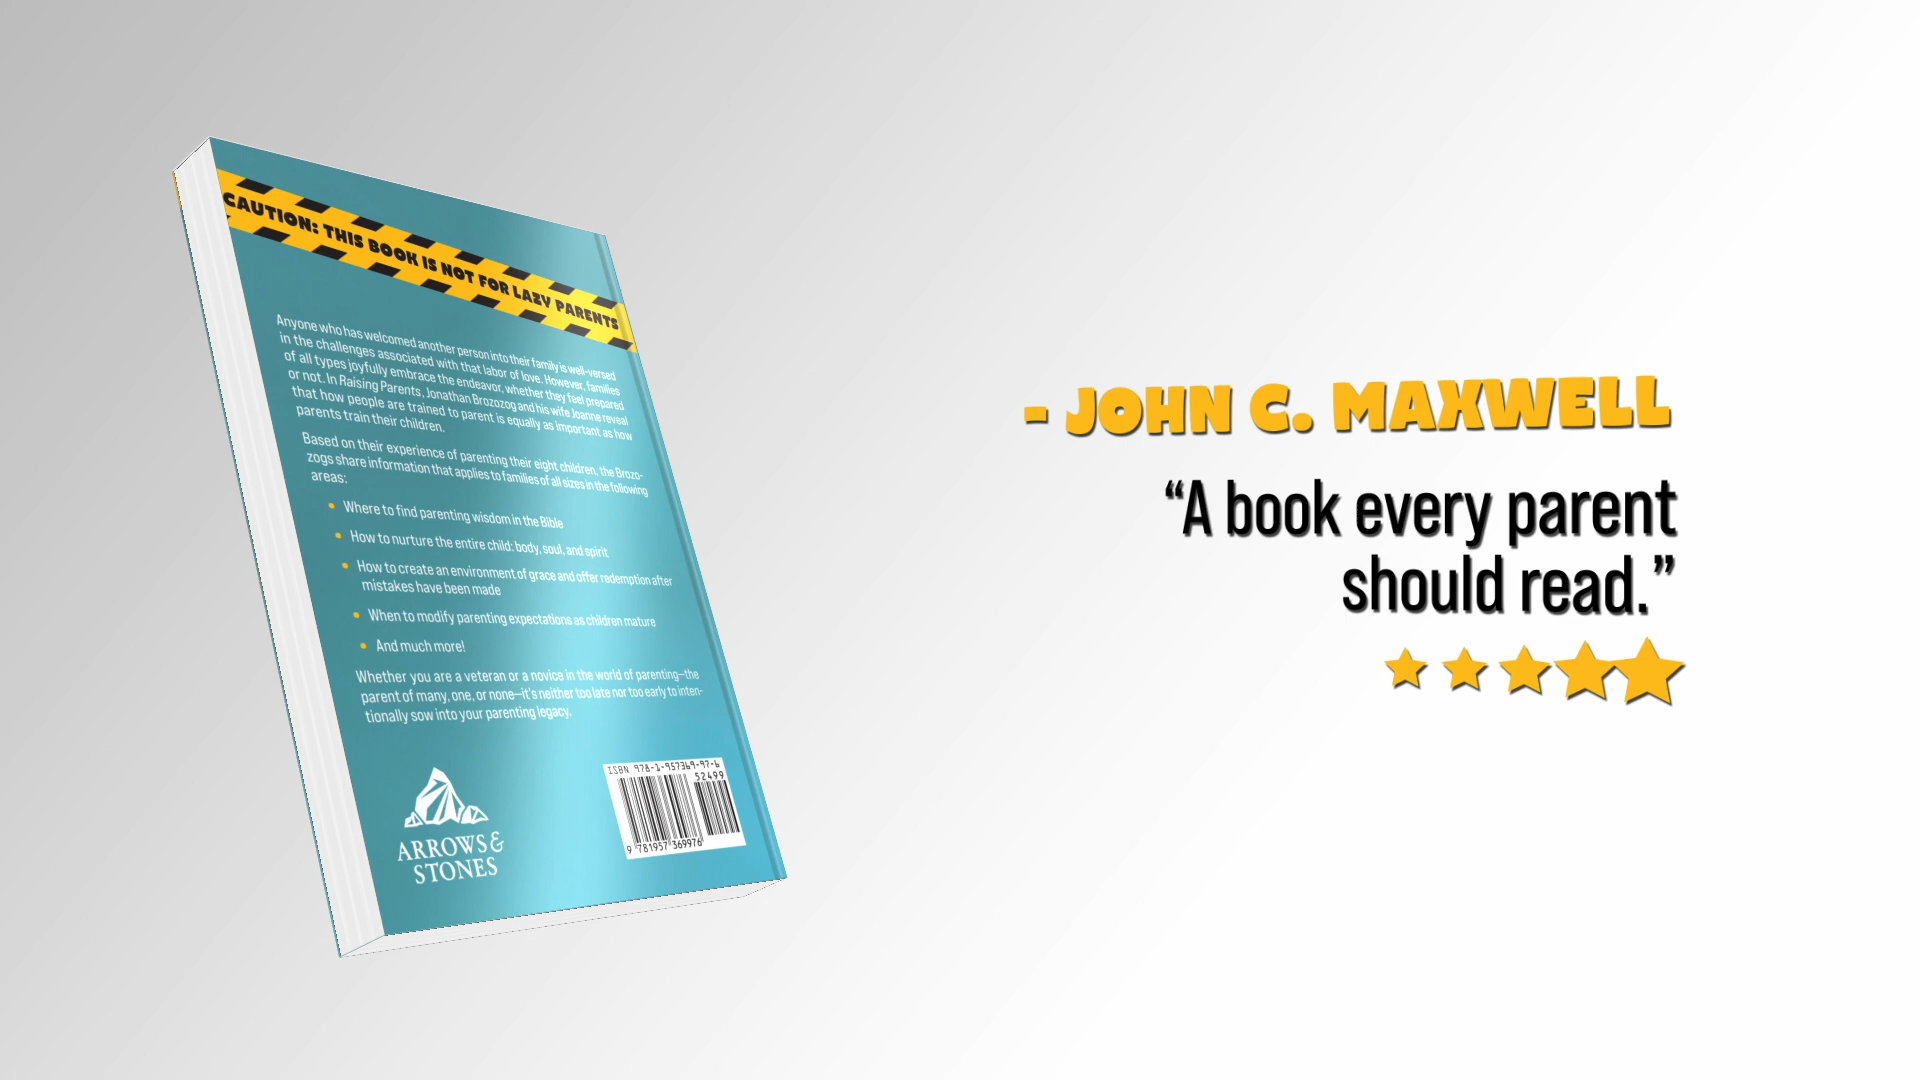 CAUTION: THIS BOOK IS NOT FOR LAZY PARENTS
Anyone who has welcomed another person into their family is well-versed
in the challenges associated with that labor of love. However, families
of all types joyfully embrace the endeavor, whether they feel prepared
or not. In Raising Parents, Jonathan Brozozog and his wife Joanne reveal
that how people are trained to parent is equally as important as how
parents train their children.
Based on their experience of parenting their eight children, the Brozo-
zogs share information that applies to families of all sizes in the following
areas:
• Where to find parenting wisdom in the Bible
• How to nurture the entire child: body, soul, and spirit
• How to create an environment of grace and offer redemption after
mistakes have been made
• When to modify parenting expectations as children mature
• And much more!
Whether you are a veteran or a novice in the world of parenting—the
parent of many, one, or none—it's neither too late nor too early to inten-
tionally sow into your parenting legacy.
ARROWS &
STONES
ISBN 978-1-957369-97-6
52499
9 781957 369976
- JOHN C. MAXWELL
“A book every parent
should read.”